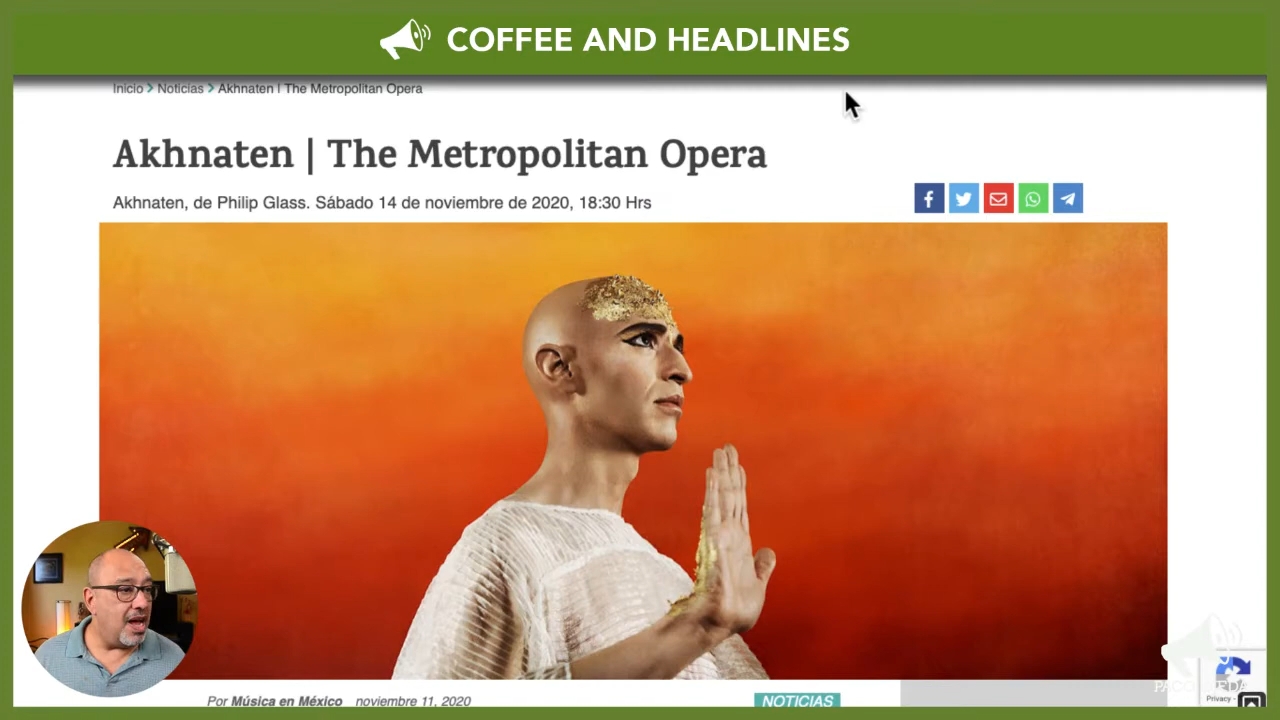 COFFEE AND HEADLINES
Inicio > Noticias > Akhnaten | The Metropolitan Opera
Akhnaten | The Metropolitan Opera
Akhnaten, de Philip Glass. Sábado 14 de noviembre de 2020, 18:30 Hrs
Por Música en México noviembre 11, 2020
NOTICIAS
Privacy -